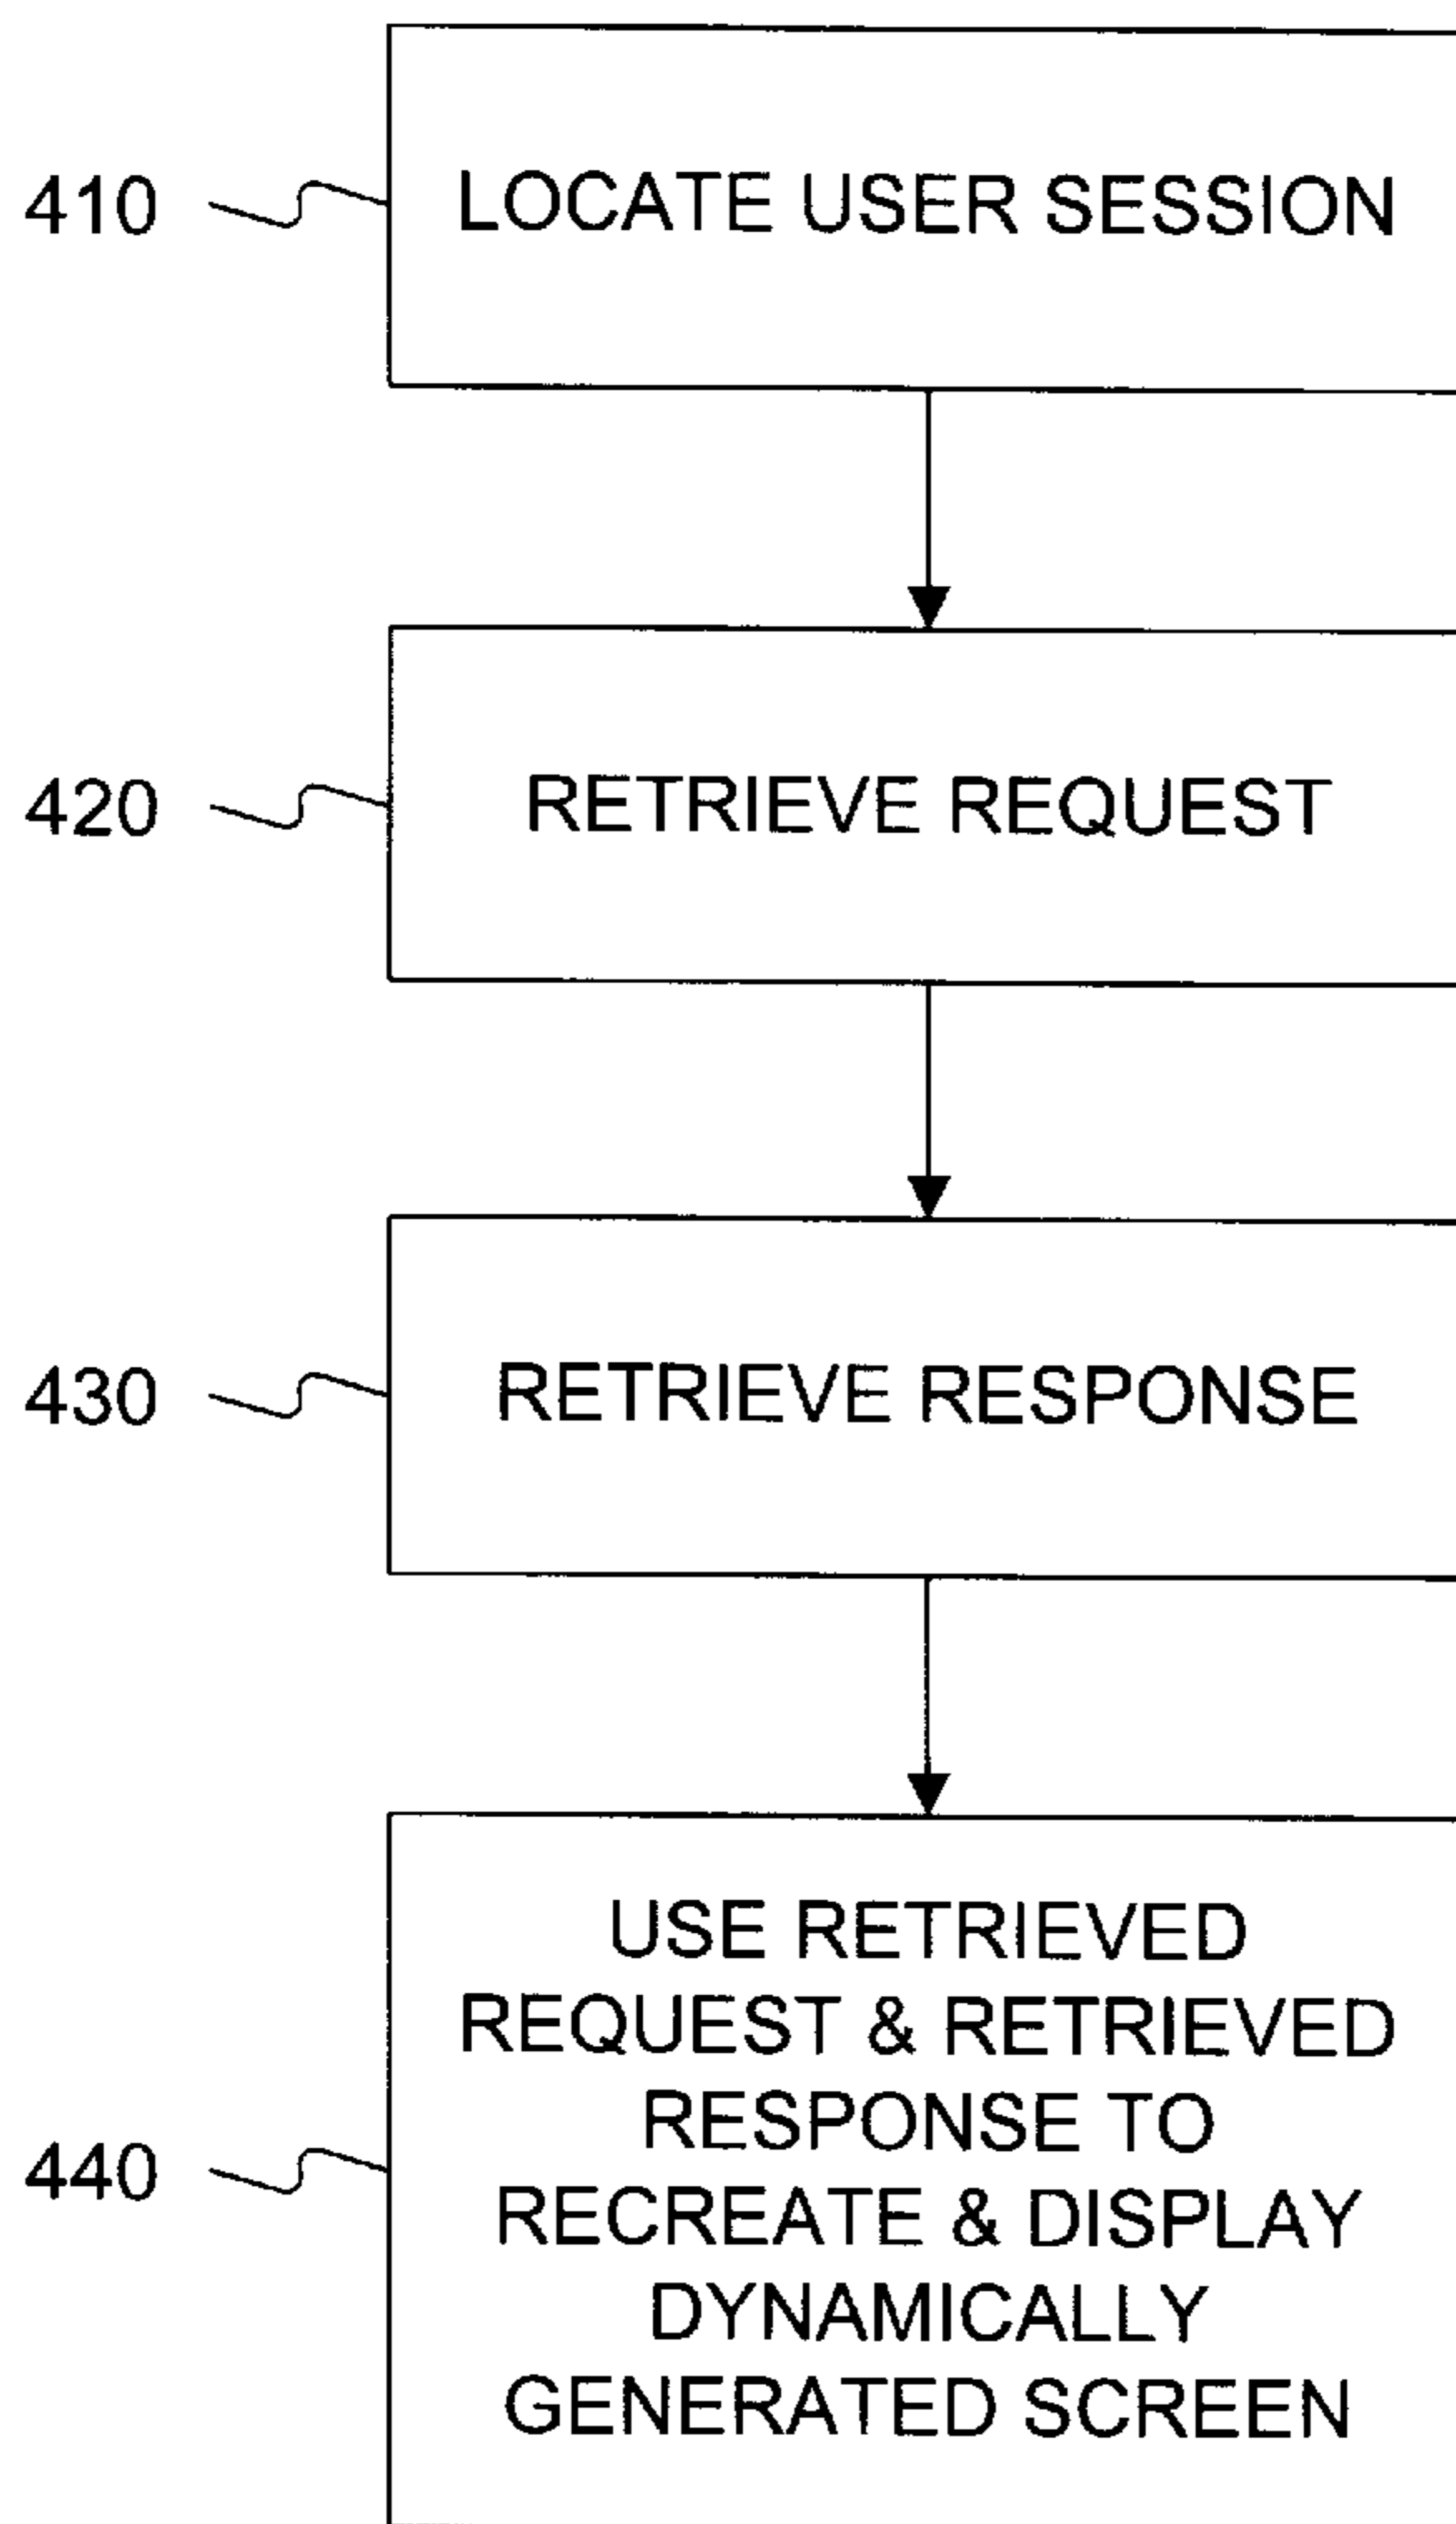 410
LOCATE USER SESSION
420
RETRIEVE REQUEST
430
RETRIEVE RESPONSE
440
USE RETRIEVED
REQUEST & RETRIEVED
RESPONSE TO
RECREATE & DISPLAY
DYNAMICALLY
GENERATED SCREEN